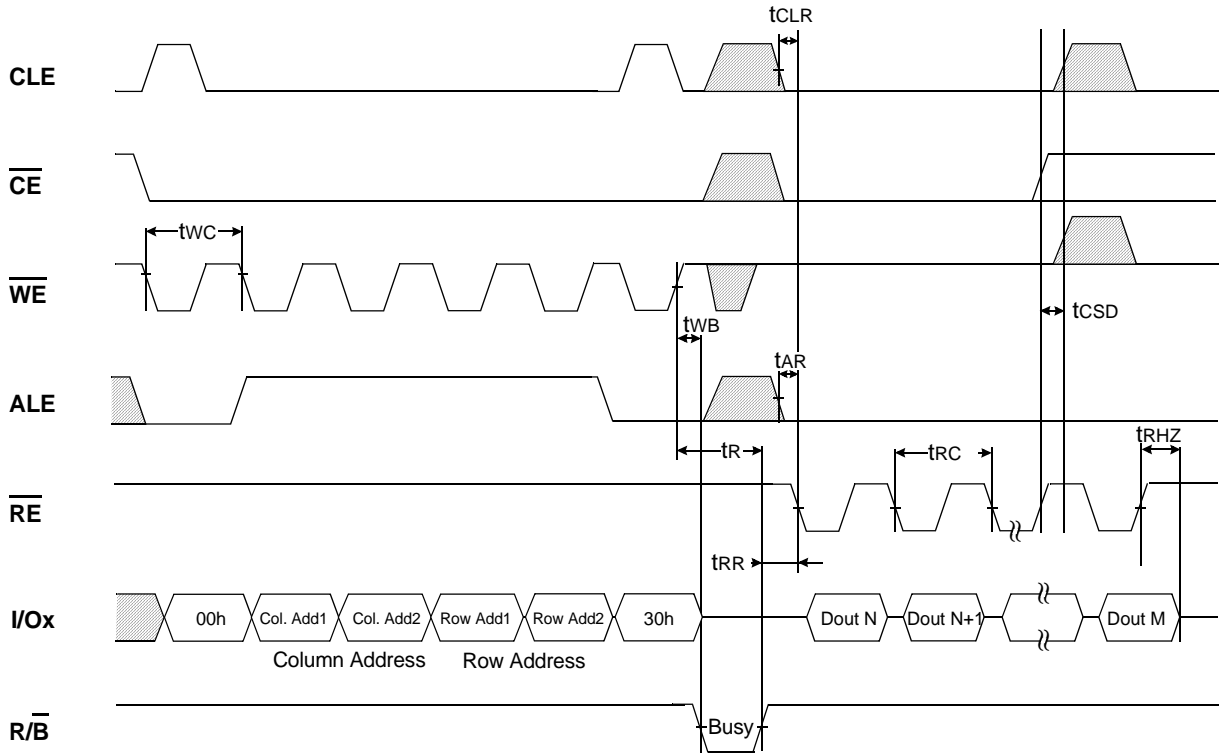 tCLR
CLE
CE
tWC
WE
tCSD
tWB
tAR
ALE
tR
tRC
tRHZ
RE
tRR
I/Ox
00h
Col. Add1
Col. Add2
Row Add1
Row Add2
30h
Dout N
Dout N+1
Dout M
Column Address
Row Address
R/B
Busy